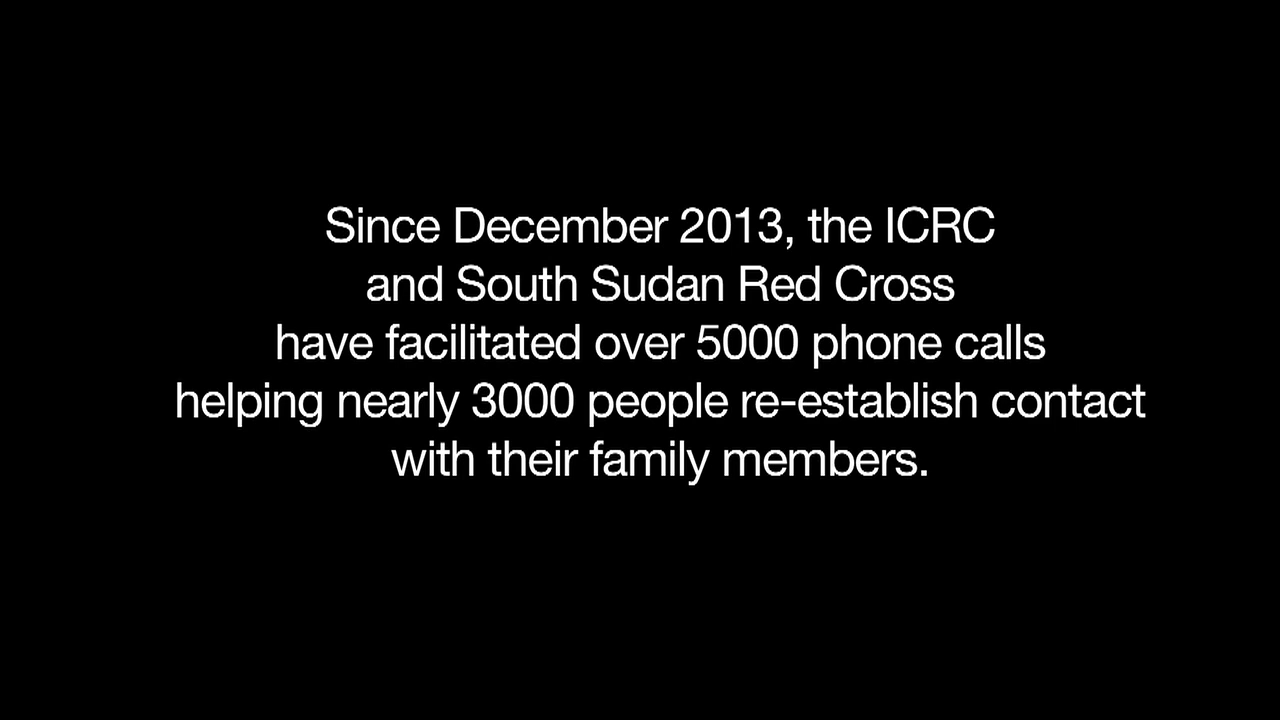 Since December 2013, the ICRC
and South Sudan Red Cross
have facilitated over 5000 phone calls
helping nearly 3000 people re-establish contact
with their family members.